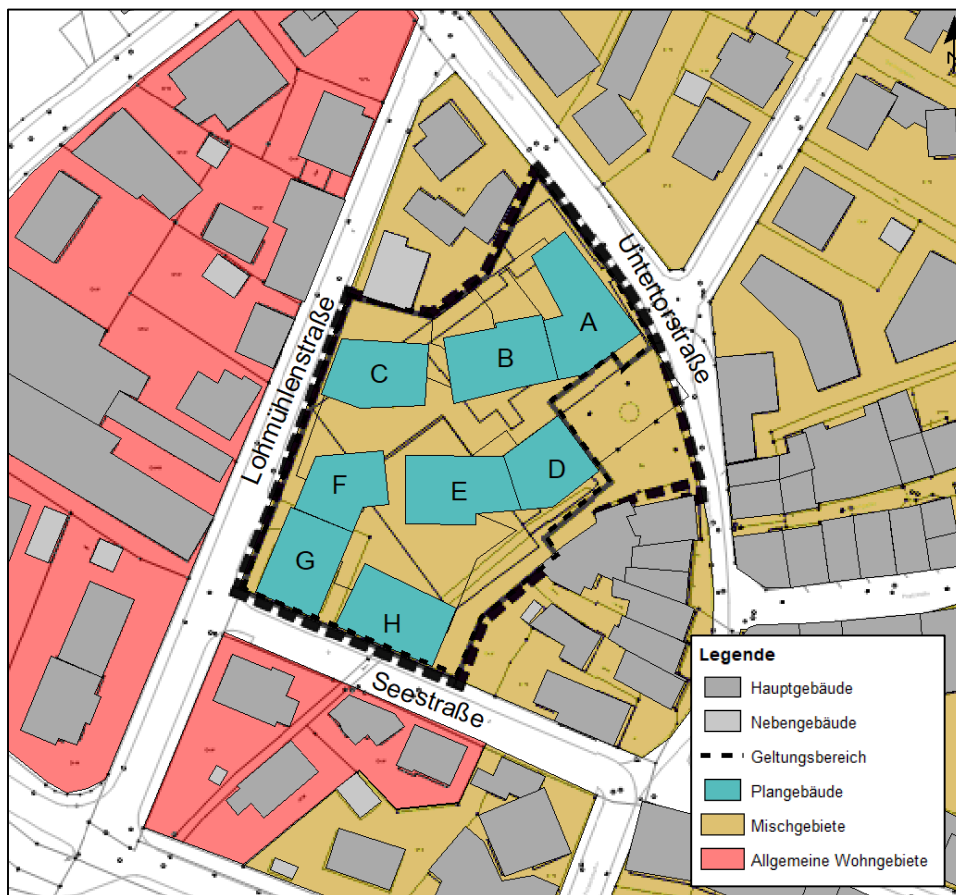 N
Untertorstraße
A
B
C
Lohmühlenstraße
D
F
E
G
H
Seestraße
Legende
Hauptgebäude
Nebengebäude
Geltungsbereich
Plangebäude
Mischgebiete
Allgemeine Wohngebiete